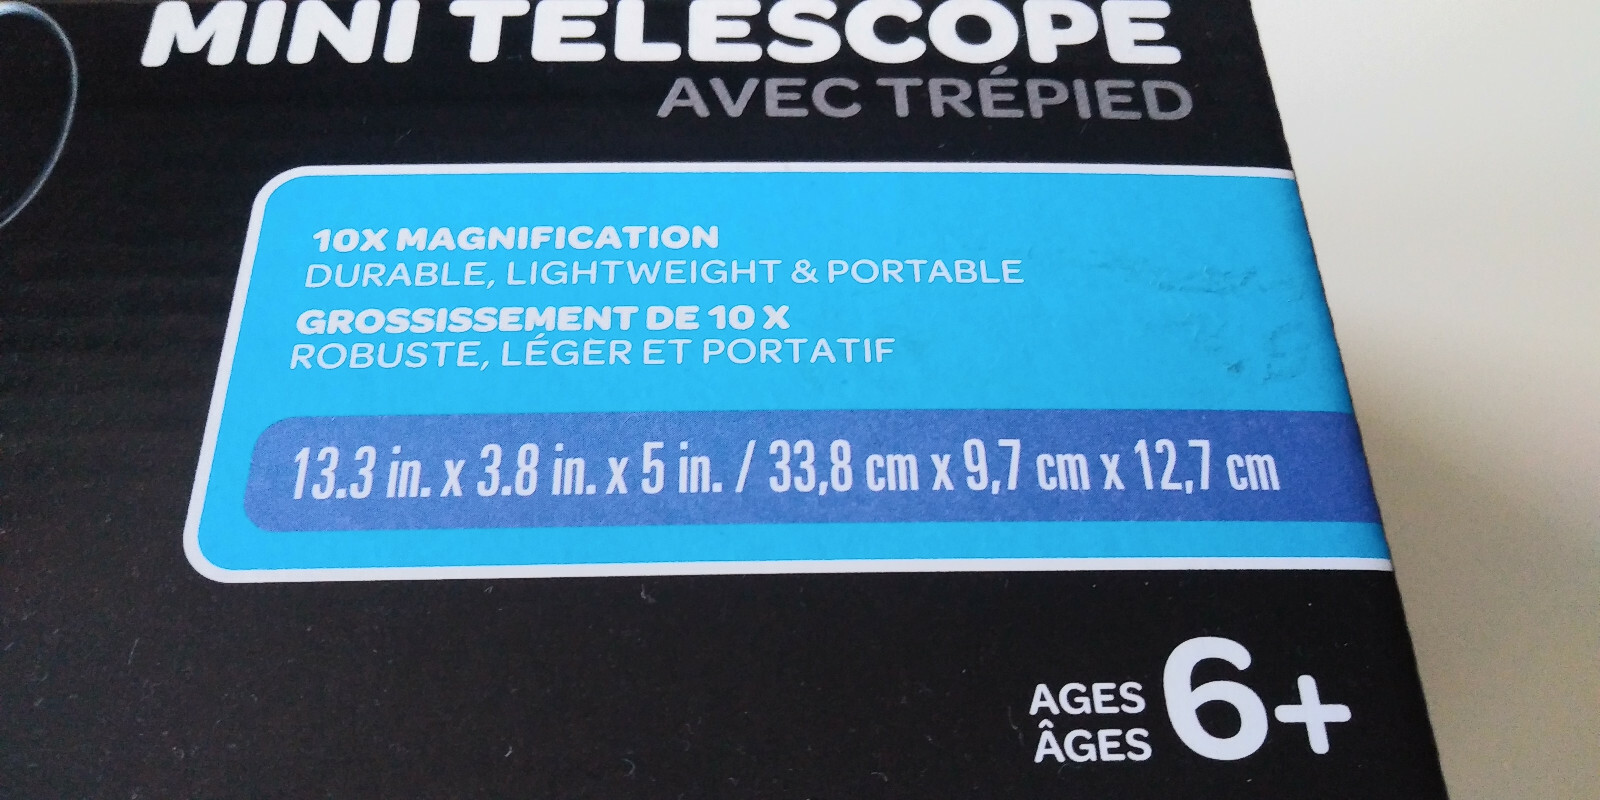 MINI TELESCOPE
AVEC TRÉPIED
10X MAGNIFICATION
DURABLE, LIGHTWEIGHT & PORTABLE
GROSSISSEMENT DE 10 X
ROBUSTE, LÉGER ET PORTATIF
13.3 in. x 3.8 in. x 5 in. / 33,8 cm x 9,7 cm x 12,7 cm
AGES
ÂGES 6+